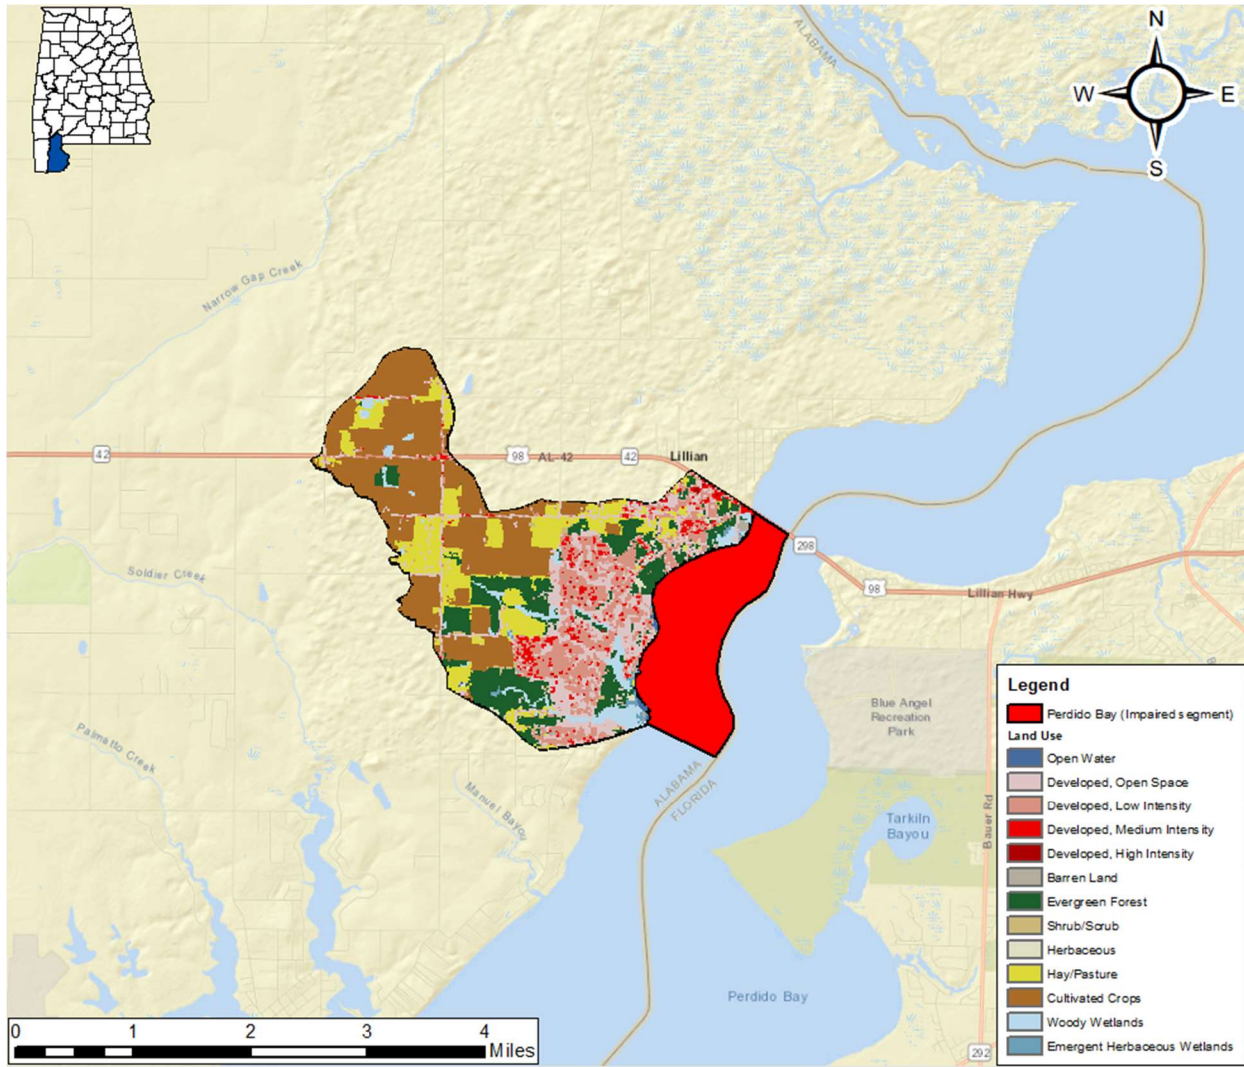 N
W
E
S
ALABAMA
Narrow Gap Creek
42
98
AL-42
42
Lillian
298
98
Lillian Hwy
Soldier Creek
Palmatto Creek
Manuel Bayou
ALABAMA
FLORIDA
Blue Angel
Recreation
Park
Tarkiln
Bayou
Bauer Rd
Perdido Bay
292
Legend
Perdido Bay (Impaired segment)
Land Use
Open Water
Developed, Open Space
Developed, Low Intensity
Developed, Medium Intensity
Developed, High Intensity
Barren Land
Evergreen Forest
Shrub/Scrub
Herbaceous
Hay/Pasture
Cultivated Crops
Woody Wetlands
Emergent Herbaceous Wetlands
0 1 2 3 4
Miles